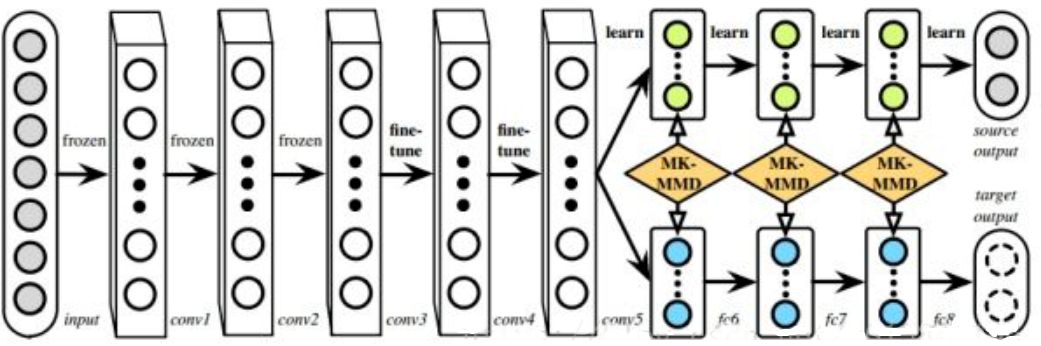 learn
learn
learn
learn
frozen
frozen
frozen
fine-
tune
fine-
tune
MK-
MMD
MK-
MMD
MK-
MMD
source
output
target
output
input
conv1
conv2
conv3
conv4
conv5
fc6
fc7
fc8